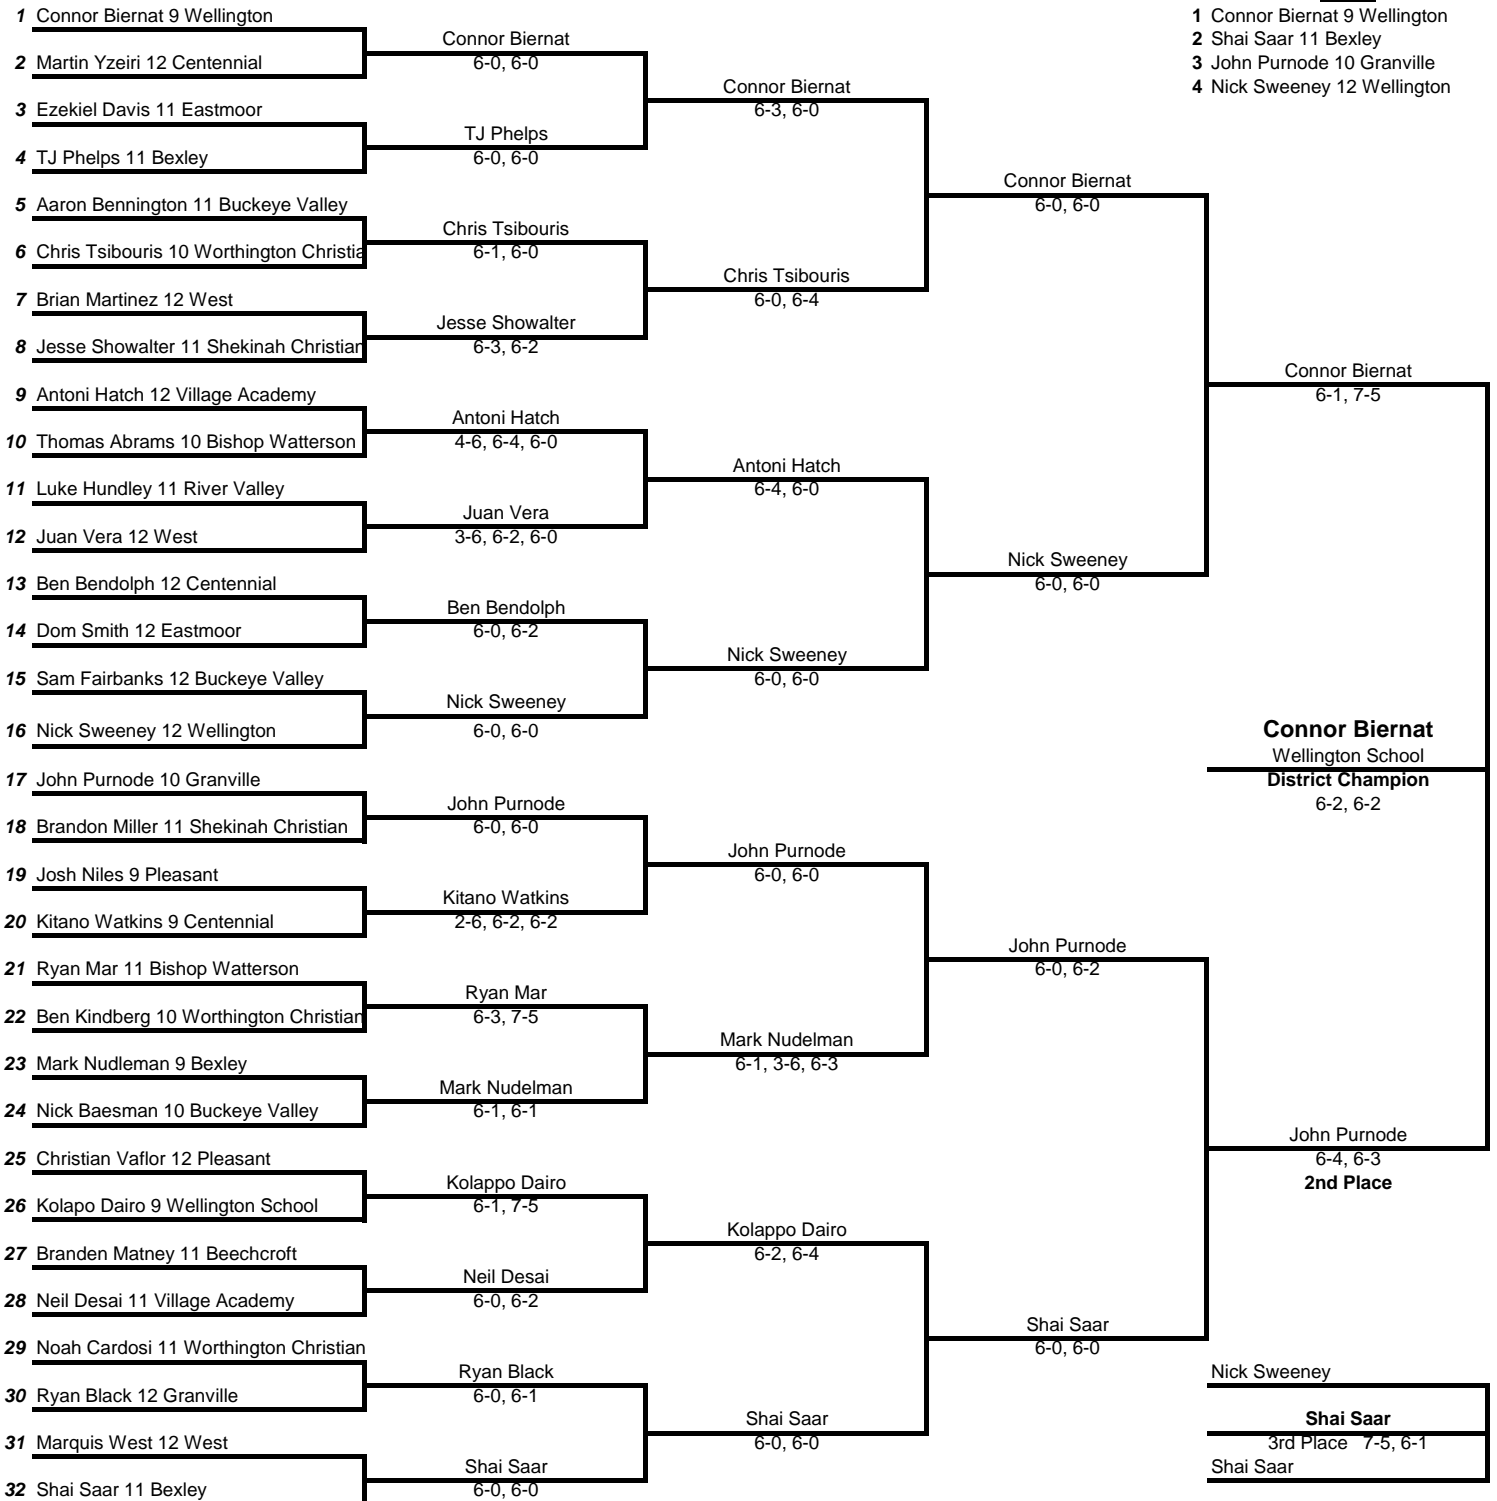 1 Connor Biernat 9 Wellington
2 Martin Yzeiri 12 Centennial
3 Ezekiel Davis 11 Eastmoor
4 TJ Phelps 11 Bexley
5 Aaron Bennington 11 Buckeye Valley
6 Chris Tsibouris 10 Worthington Christia
7 Brian Martinez 12 West
8 Jesse Showalter 11 Shekinah Christian
9 Antoni Hatch 12 Village Academy
10 Thomas Abrams 10 Bishop Watterson
11 Luke Hundley 11 River Valley
12 Juan Vera 12 West
13 Ben Bendolph 12 Centennial
14 Dom Smith 12 Eastmoor
15 Sam Fairbanks 12 Buckeye Valley
16 Nick Sweeney 12 Wellington
17 John Purnode 10 Granville
18 Brandon Miller 11 Shekinah Christian
19 Josh Niles 9 Pleasant
20 Kitano Watkins 9 Centennial
21 Ryan Mar 11 Bishop Watterson
22 Ben Kindberg 10 Worthington Christian
23 Mark Nudleman 9 Bexley
24 Nick Baesman 10 Buckeye Valley
25 Christian Vaflor 12 Pleasant
26 Kolapo Dairo 9 Wellington School
27 Branden Matney 11 Beechcroft
28 Neil Desai 11 Village Academy
29 Noah Cardosi 11 Worthington Christian
30 Ryan Black 12 Granville
31 Marquis West 12 West
32 Shai Saar 11 Bexley
Connor Biernat
6-0, 6-0
TJ Phelps
6-0, 6-0
Chris Tsibouris
6-1, 6-0
Jesse Showalter
6-3, 6-2
Antoni Hatch
4-6, 6-4, 6-0
Juan Vera
3-6, 6-2, 6-0
Ben Bendolph
6-0, 6-2
Nick Sweeney
6-0, 6-0
John Purnode
6-0, 6-0
Kitano Watkins
2-6, 6-2, 6-2
Ryan Mar
6-3, 7-5
Mark Nudelman
6-1, 6-1
Kolappo Dairo
6-1, 7-5
Neil Desai
6-0, 6-2
Ryan Black
6-0, 6-1
Shai Saar
6-0, 6-0
Connor Biernat
6-3, 6-0
Chris Tsibouris
6-0, 6-4
Antoni Hatch
6-4, 6-0
Nick Sweeney
6-0, 6-0
John Purnode
6-0, 6-0
Mark Nudelman
6-1, 3-6, 6-3
Kolappo Dairo
6-2, 6-4
Shai Saar
6-0, 6-0
Connor Biernat
6-0, 6-0
Nick Sweeney
6-0, 6-0
John Purnode
6-0, 6-2
Shai Saar
6-0, 6-0
1 Connor Biernat 9 Wellington
2 Shai Saar 11 Bexley
3 John Purnode 10 Granville
4 Nick Sweeney 12 Wellington
Connor Biernat
6-1, 7-5
Connor Biernat
Wellington School
District Champion
6-2, 6-2
John Purnode
6-4, 6-3
2nd Place
Nick Sweeney
Shai Saar
3rd Place 7-5, 6-1
Shai Saar